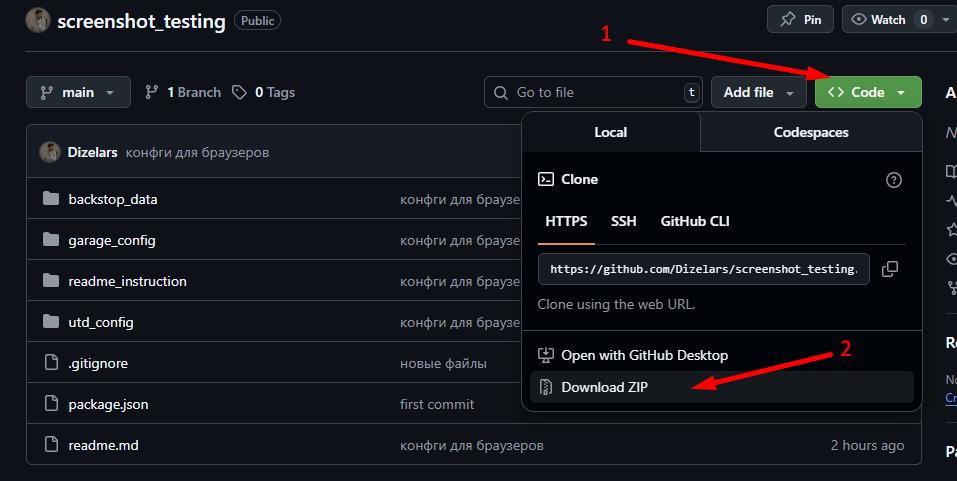 screenshot_testing Public
Pin
Watch 0
1
main
1 Branch
0 Tags
Go to file t
Add file
Code
Local Codespaces
Dizelars конфги для браузеров
Clone
HTTPS SSH GitHub CLI
https://github.com/Dizelars/screenshot_testing.
Clone using the web URL.
Open with GitHub Desktop
2
Download ZIP
backstop_data конфги для браузе
garage_config конфги для браузе
readme_instruction конфги для браузе
utd_config конфги для браузе
.gitignore новые файлы
package.json first commit
readme.md конфги для браузеров 2 hours ago